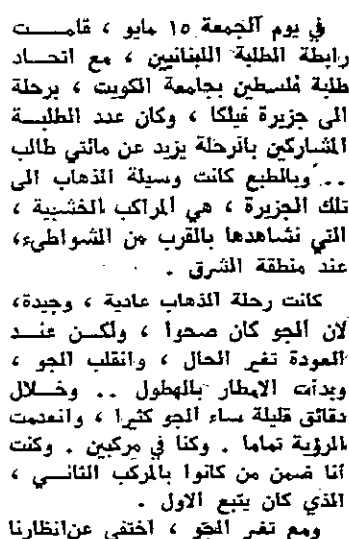 في يوم الجمعة ١٥ مايو ، قامت
رابطة الطلبة اللبنانيين ، مع اتحاد
طلبة فلسطين بجامعة الكويت ، برحلة
الى جزيرة فيلكا ، وكان عدد الطلبة
المشاركين بالرحلة يزيد عن مائتي طالب
.. وبالطبع كانت وسيلة الذهاب الى
تلك الجزيرة ، هي المراكب الخشبية ،
التي نشاهدها بالقرب من الشواطىء،
عند منطقة الشرق .
كانت رحلة الذهاب عادية ، وجيدة،
لان الجو كان صحوا ، ولكن عند
العودة تغير الحال ، وانقلب الجو ،
وبدأت الامطار بالهطول .. وخلال
دقائق قليلة ساء الجو كثيرا ، وانعدمت
الرؤية تماما . وكنا في مركبين . وكنت
أنا ضمن من كانوا بالمركب الثاني ،
الذي كان يتبع الاول .
ومع تغير الجو ، اختفى عن انظارنا